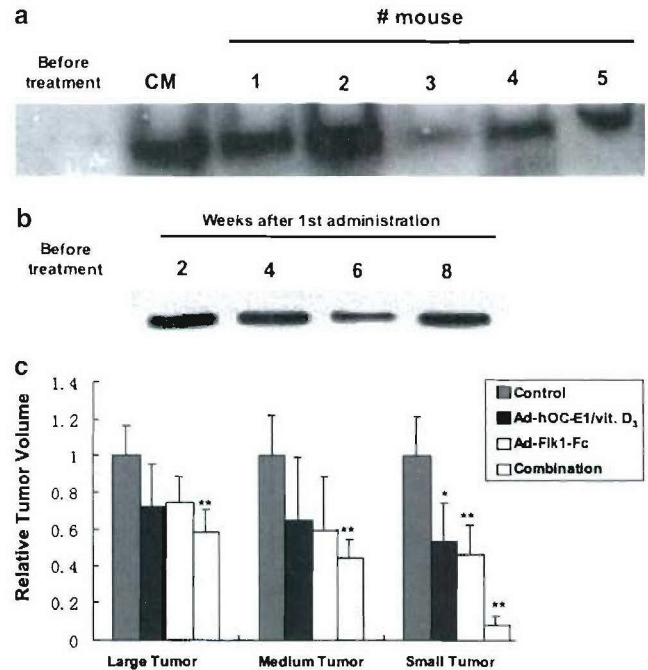 a
# mouse
Before
treatment
CM 1 2 3 4 5
b
Weeks after 1st administration
Before
treatment
2 4 6 8
c
Relative Tumor Volume
1.4
1.2
1
0.8
0.6
0.4
0.2
0
** ** * ** **
Control
Ad-hOC-E1/vit. D₃
Ad-Flk1-Fc
Combination
Large Tumor Medium Tumor Small Tumor